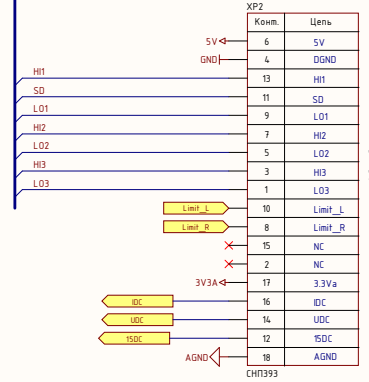 XP2
Конт. Цепь
5V 6 5V
GND 4 DGND
HI1 13 HI1
SD 11 SD
LO1 9 LO1
HI2 7 HI2
LO2 5 LO2
HI3 3 HI3
LO3 1 LO3
Limit_L 10 Limit_L
Limit_R 8 Limit_R
15 NC
2 NC
3V3A 17 3.3Va
IDC 16 IDC
UDC 14 UDC
15DC 12 15DC
AGND 18 AGND
СНП393